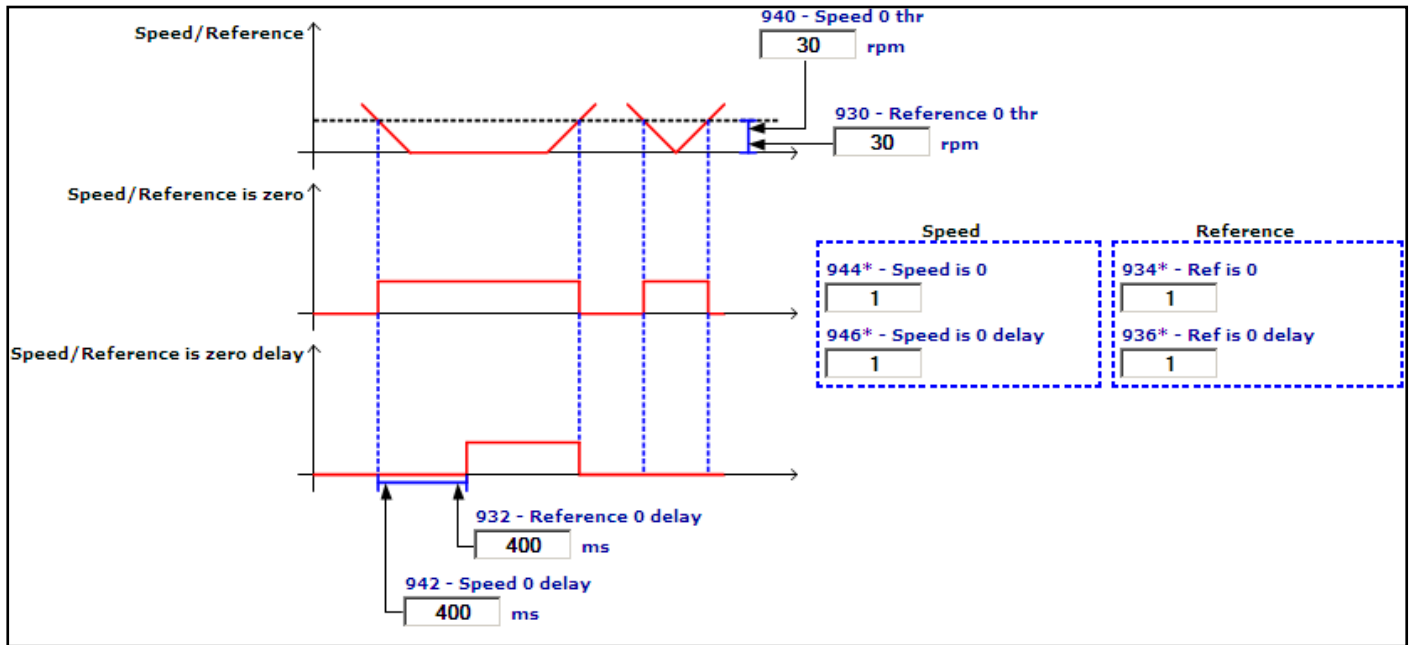 940 - Speed 0 thr
Speed/Reference
30 rpm
930 - Reference 0 thr
30 rpm
Speed/Reference is zero
Speed
Reference
944* - Speed is 0
934* - Ref is 0
1
1
946* - Speed is 0 delay
936* - Ref is 0 delay
Speed/Reference is zero delay
1
1
932 - Reference 0 delay
400 ms
942 - Speed 0 delay
400 ms